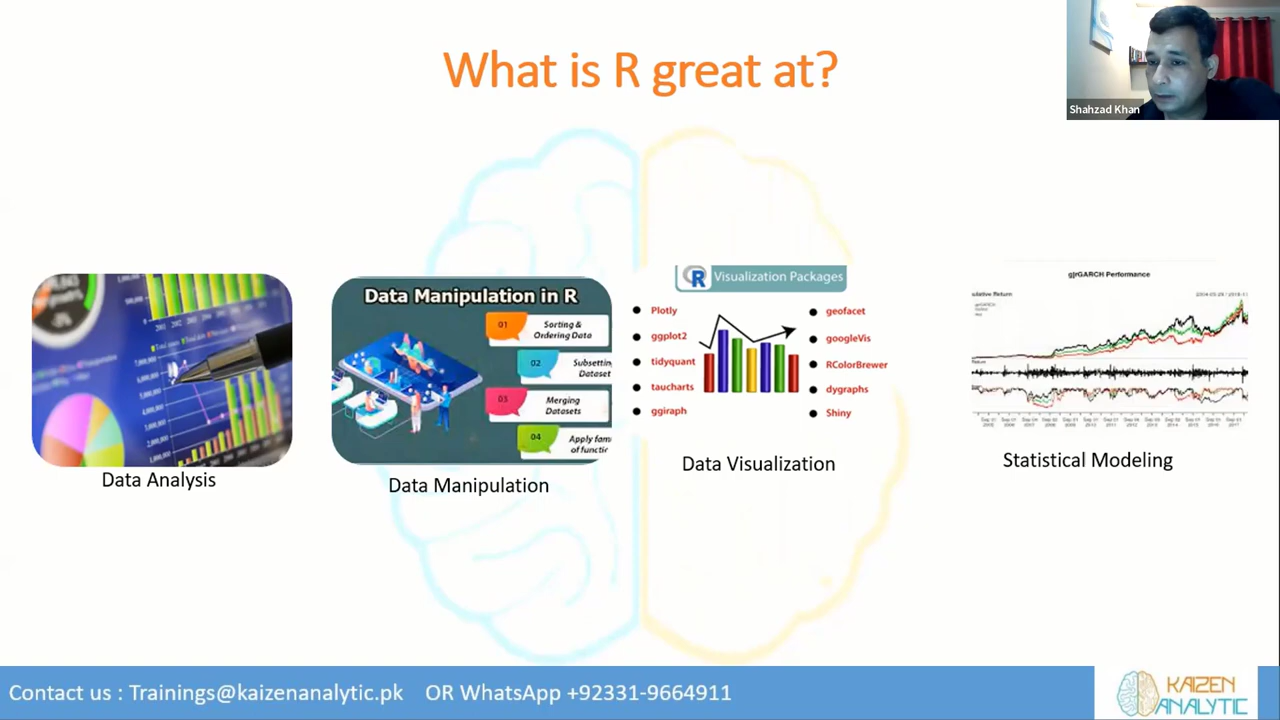 What is R great at?
Shahzad Khan
Data Analysis
Data Manipulation in R
01 Sorting &
Ordering Data
02 Subsetting
Dataset
03 Merging
Datasets
04 Apply fam
of functi
Data Manipulation
R Visualization Packages
Plotly
ggplot2
tidyquant
taucharts
ggiraph
geofacet
googleVis
RColorBrewer
dygraphs
Shiny
Data Visualization
gjrGARCH Performance
Statistical Modeling
Contact us : Trainings@kaizenanalytic.pk OR WhatsApp +92331-9664911
KAIZEN
ANALYTIC